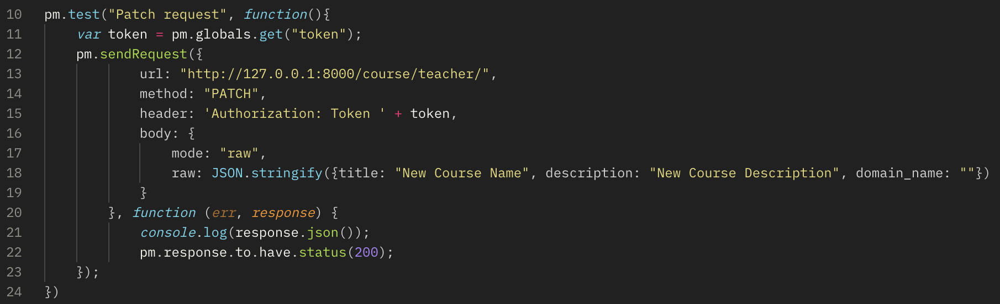 10 pm.test("Patch request", function(){
11     var token = pm.globals.get("token");
12     pm.sendRequest({
13             url: "http://127.0.0.1:8000/course/teacher/",
14             method: "PATCH",
15             header: 'Authorization: Token ' + token,
16             body: {
17                 mode: "raw",
18                 raw: JSON.stringify({title: "New Course Name", description: "New Course Description", domain_name: ""})
19             }
20         }, function (err, response) {
21             console.log(response.json());
22             pm.response.to.have.status(200);
23     });
24 })